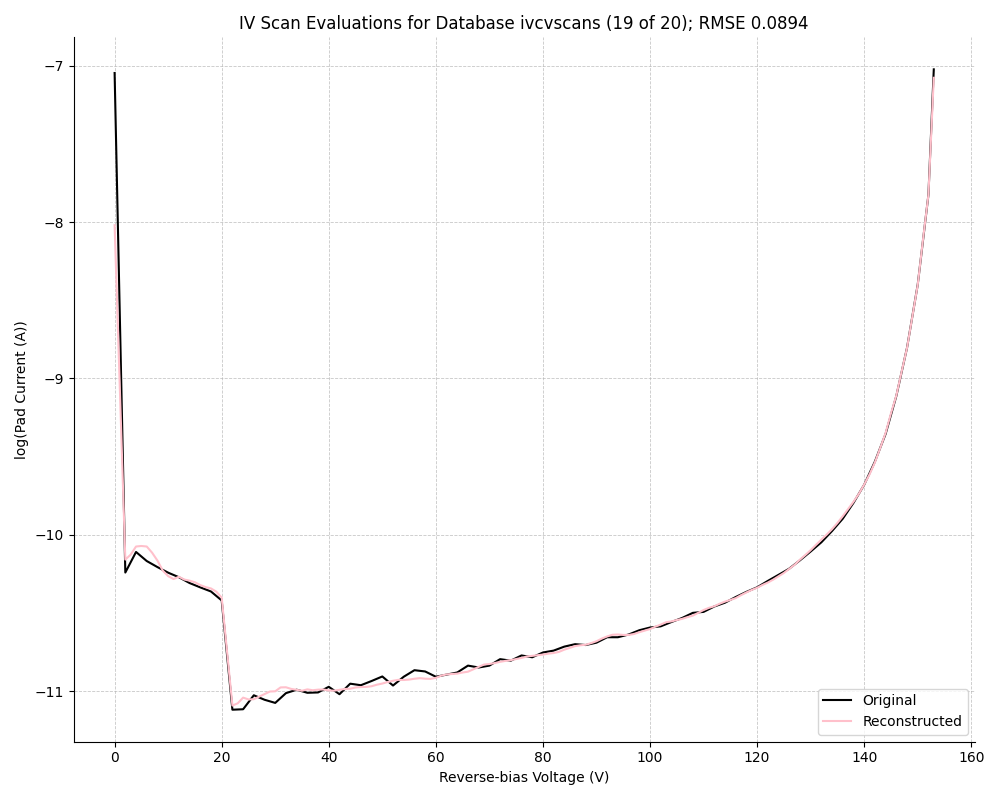 IV Scan Evaluations for Database ivcvscans (19 of 20); RMSE 0.0894
log(Pad Current (A))
−7
−8
−9
−10
−11
0 20 40 60 80 100 120 140 160
Reverse-bias Voltage (V)
Original
Reconstructed